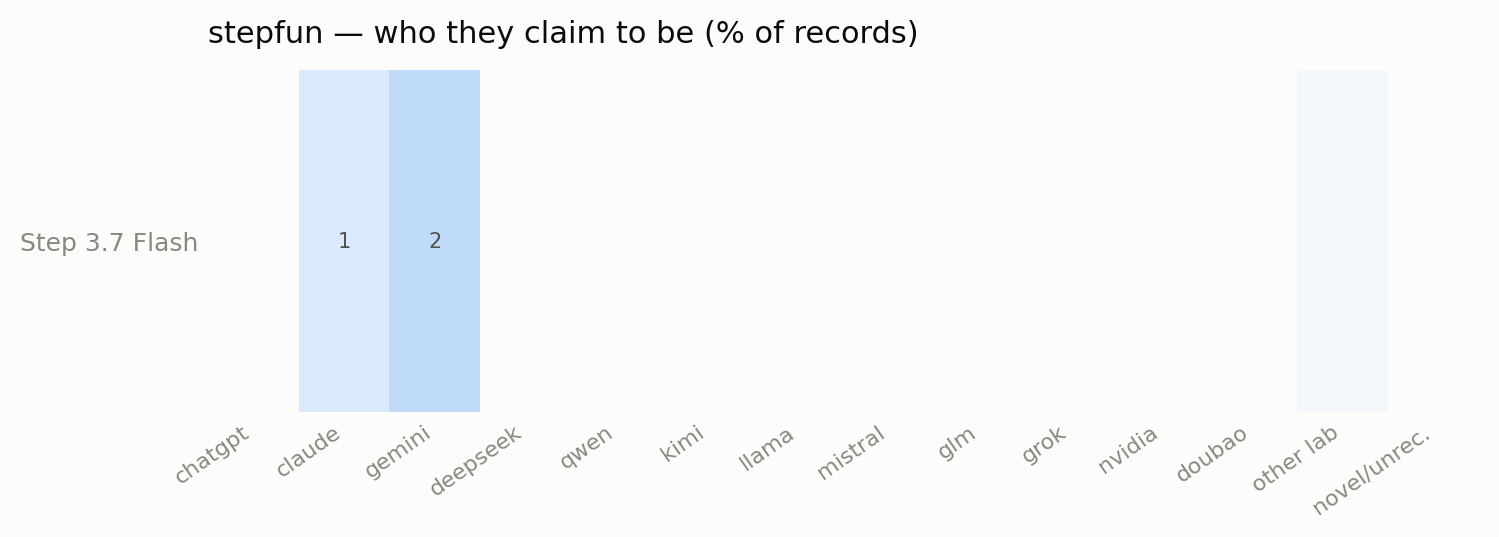 stepfun — who they claim to be (% of records)
Step 3.7 Flash
1
2
chatgpt
claude
gemini
deepseek
qwen
kimi
llama
mistral
glm
grok
nvidia
doubao
other lab
novel/unrec.